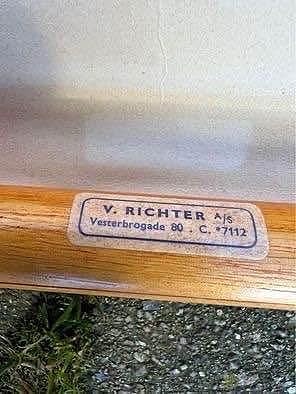 V. RICHTER A/S
Vesterbrogade 80 . C. *7112